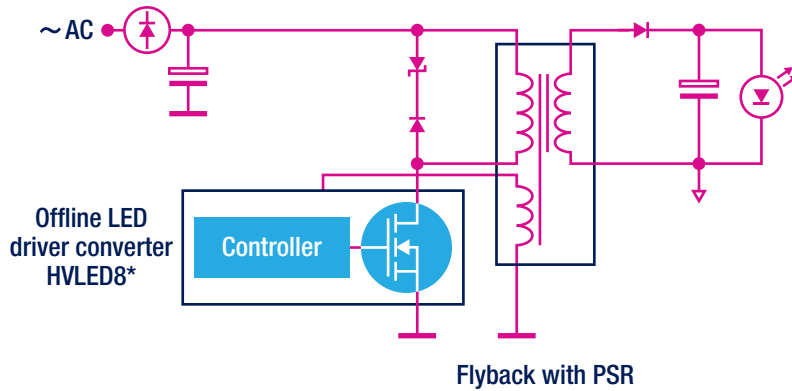 ~ AC
Offline LED
driver converter
HVLED8*
Controller
Flyback with PSR